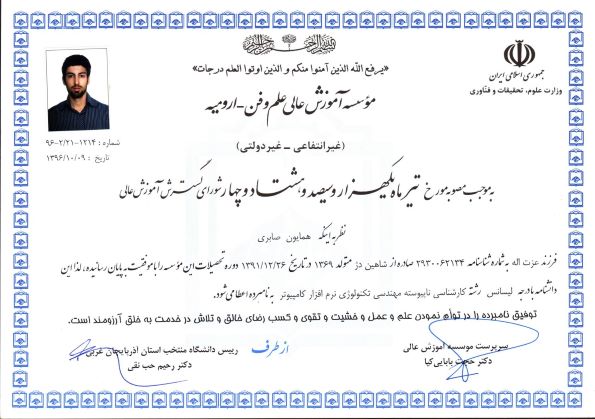 بسم الله الرحمن الرحیم
«یرفع الله الذین آمنوا منکم و الذین اوتوا العلم درجات»
جمهوری اسلامی ایران
وزارت علوم، تحقیقات و فنّاوری
مؤسسه آموزش عالی علم و فن - ارومیه
(غیرانتفاعی - غیردولتی)
شماره : ۹۶-۲/۲۱-۱۲۱۴
تاریخ : ۱۳۹۶/۱۰/۰۹
به موجب مصوبه مورخ تیر ماه یکهزار و سیصد و هشتاد و چهار شورای گسترش آموزش عالی
نظر به اینکه همایون صابری
فرزند عزت اله به شماره شناسنامه ۲۹۳۰۰۶۲۱۳۴ صادره از شاهین دژ متولد ۱۳۶۹ در تاریخ ۱۳۹۱/۱۲/۲۶ دوره تحصیلات این مؤسسه را با موفقیت به پایان رسانیده، لذا این
دانشنامه با درجه لیسانس رشته کارشناسی ناپیوسته مهندسی تکنولوژی نرم افزار کامپیوتر به نامبرده اعطا می شود.
توفیق نامبرده را در توأم نمودن علم و عمل و خشیت و تقوی و کسب رضای خالق و تلاش در خدمت به خلق آرزومند است.
سرپرست موسسه آموزش عالی
دکتر حجت بابایی کیا
از طرف
رییس دانشگاه منتخب استان آذربایجان غربی
دکتر رحیم حب نقی